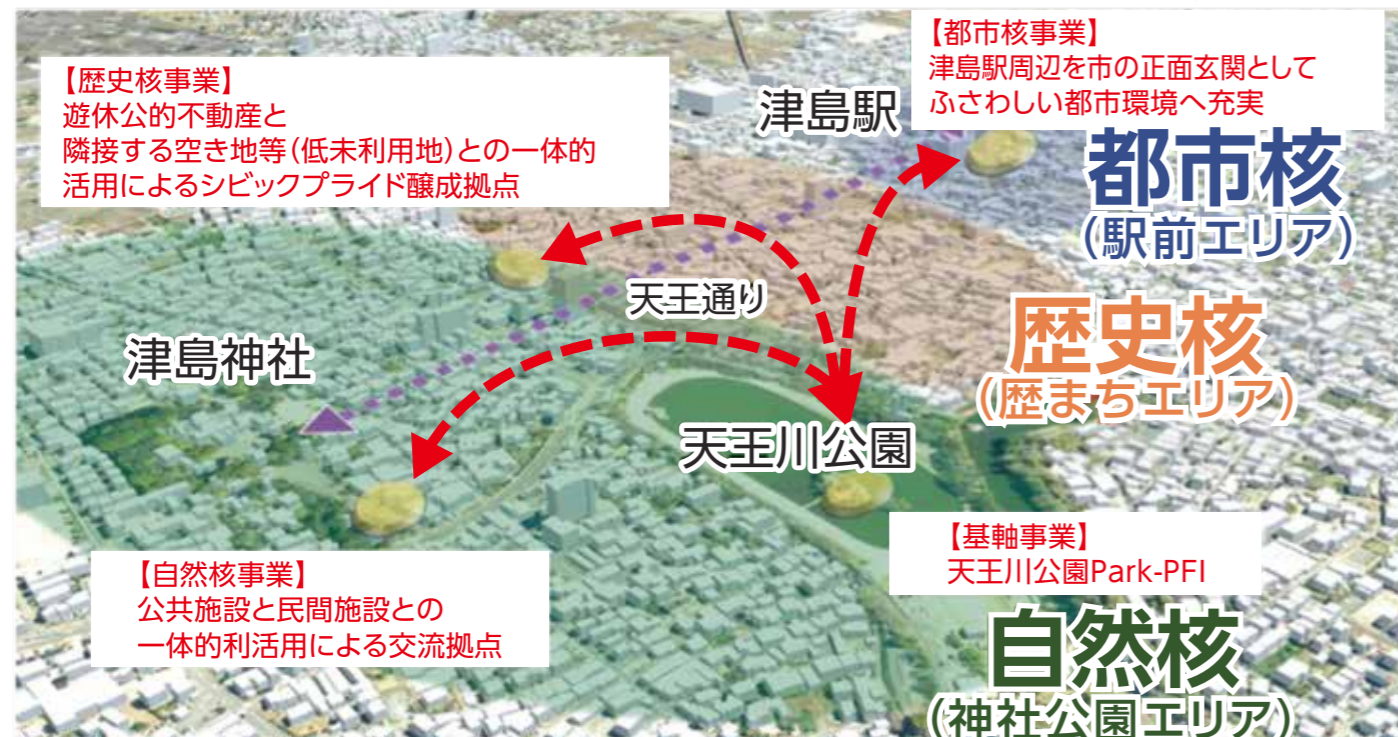 【歴史核事業】
遊休公的不動産と
隣接する空き地等(低未利用地)との一体的
活用によるシビックプライド醸成拠点
【都市核事業】
津島駅周辺を市の正面玄関として
ふさわしい都市環境へ充実
津島駅
都市核
(駅前エリア)
天王通り
歴史核
(歴まちエリア)
津島神社
天王川公園
【基軸事業】
天王川公園Park-PFI
【自然核事業】
公共施設と民間施設との
一体的利活用による交流拠点
自然核
(神社公園エリア)